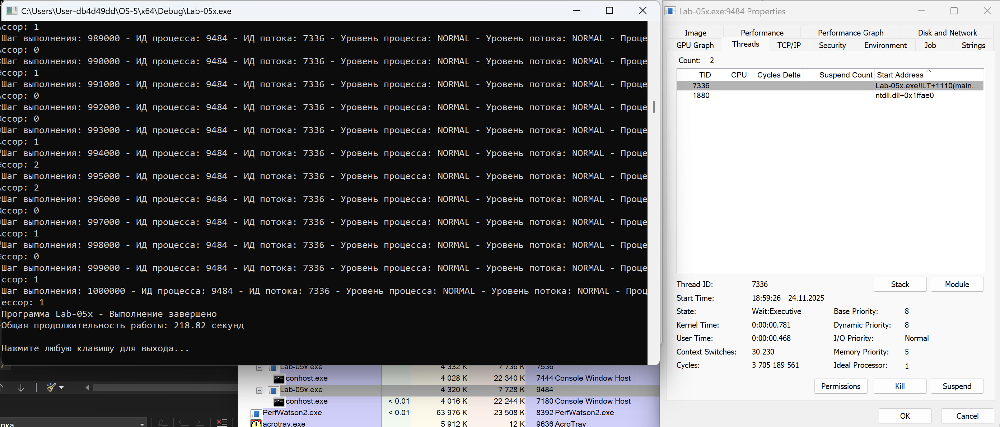 C:\Users\User-db4d49dd\OS-5\x64\Debug\Lab-05x.exe
ссор: 1
Шаг выполнения: 989000 - ИД процесса: 9484 - ИД потока: 7336 - Уровень процесса: NORMAL - Уровень потока: NORMAL - Проце
ссор: 0
Шаг выполнения: 990000 - ИД процесса: 9484 - ИД потока: 7336 - Уровень процесса: NORMAL - Уровень потока: NORMAL - Проце
ссор: 1
Шаг выполнения: 991000 - ИД процесса: 9484 - ИД потока: 7336 - Уровень процесса: NORMAL - Уровень потока: NORMAL - Проце
ссор: 0
Шаг выполнения: 992000 - ИД процесса: 9484 - ИД потока: 7336 - Уровень процесса: NORMAL - Уровень потока: NORMAL - Проце
ссор: 0
Шаг выполнения: 993000 - ИД процесса: 9484 - ИД потока: 7336 - Уровень процесса: NORMAL - Уровень потока: NORMAL - Проце
ссор: 1
Шаг выполнения: 994000 - ИД процесса: 9484 - ИД потока: 7336 - Уровень процесса: NORMAL - Уровень потока: NORMAL - Проце
ссор: 2
Шаг выполнения: 995000 - ИД процесса: 9484 - ИД потока: 7336 - Уровень процесса: NORMAL - Уровень потока: NORMAL - Проце
ссор: 2
Шаг выполнения: 996000 - ИД процесса: 9484 - ИД потока: 7336 - Уровень процесса: NORMAL - Уровень потока: NORMAL - Проце
ссор: 0
Шаг выполнения: 997000 - ИД процесса: 9484 - ИД потока: 7336 - Уровень процесса: NORMAL - Уровень потока: NORMAL - Проце
ссор: 1
Шаг выполнения: 998000 - ИД процесса: 9484 - ИД потока: 7336 - Уровень процесса: NORMAL - Уровень потока: NORMAL - Проце
ссор: 0
Шаг выполнения: 999000 - ИД процесса: 9484 - ИД потока: 7336 - Уровень процесса: NORMAL - Уровень потока: NORMAL - Проце
ссор: 1
Шаг выполнения: 1000000 - ИД процесса: 9484 - ИД потока: 7336 - Уровень процесса: NORMAL - Уровень потока: NORMAL - Проц
ессор: 1
Программа Lab-05x - Выполнение завершено
Общая продолжительность работы: 218.82 секунд
Нажмите любую клавишу для выхода...
Lab-05x.exe 4 332 K 7 736 K 7536
conhost.exe 4 028 K 22 340 K 7444 Console Window Host
Lab-05x.exe 4 320 K 7 728 K 9484
conhost.exe < 0.01 4 016 K 22 244 K 7180 Console Window Host
PerfWatson2.exe < 0.01 63 976 K 23 508 K 8392 PerfWatson2.exe
acrotray.exe 5 912 K 12 K 9636 AcroTray
рка
Lab-05x.exe:9484 Properties
Image Performance Performance Graph Disk and Network
GPU Graph Threads TCP/IP Security Environment Job Strings
Count: 2
TID CPU Cycles Delta Suspend Count Start Address
7336 Lab-05x.exe!ILT+1110(main...
1880 ntdll.dll+0x1ffae0
Thread ID: 7336 Stack Module
Start Time: 18:59:26 24.11.2025
State: Wait:Executive Base Priority: 8
Kernel Time: 0:00:00.781 Dynamic Priority: 8
User Time: 0:00:00.468 I/O Priority: Normal
Context Switches: 30 230 Memory Priority: 5
Cycles: 3 705 189 561 Ideal Processor: 1
Permissions Kill Suspend
OK Cancel